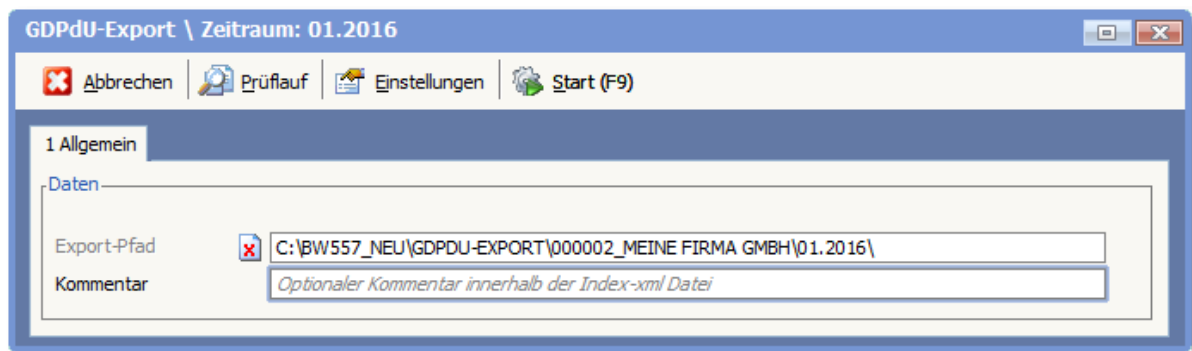 GDPdU-Export \ Zeitraum: 01.2016
Abbrechen Prüflauf Einstellungen Start (F9)
1 Allgemein
Daten
Export-Pfad C:\BW557_NEU\GDPDU-EXPORT\000002_MEINE FIRMA GMBH\01.2016\
Kommentar Optionaler Kommentar innerhalb der Index-xml Datei